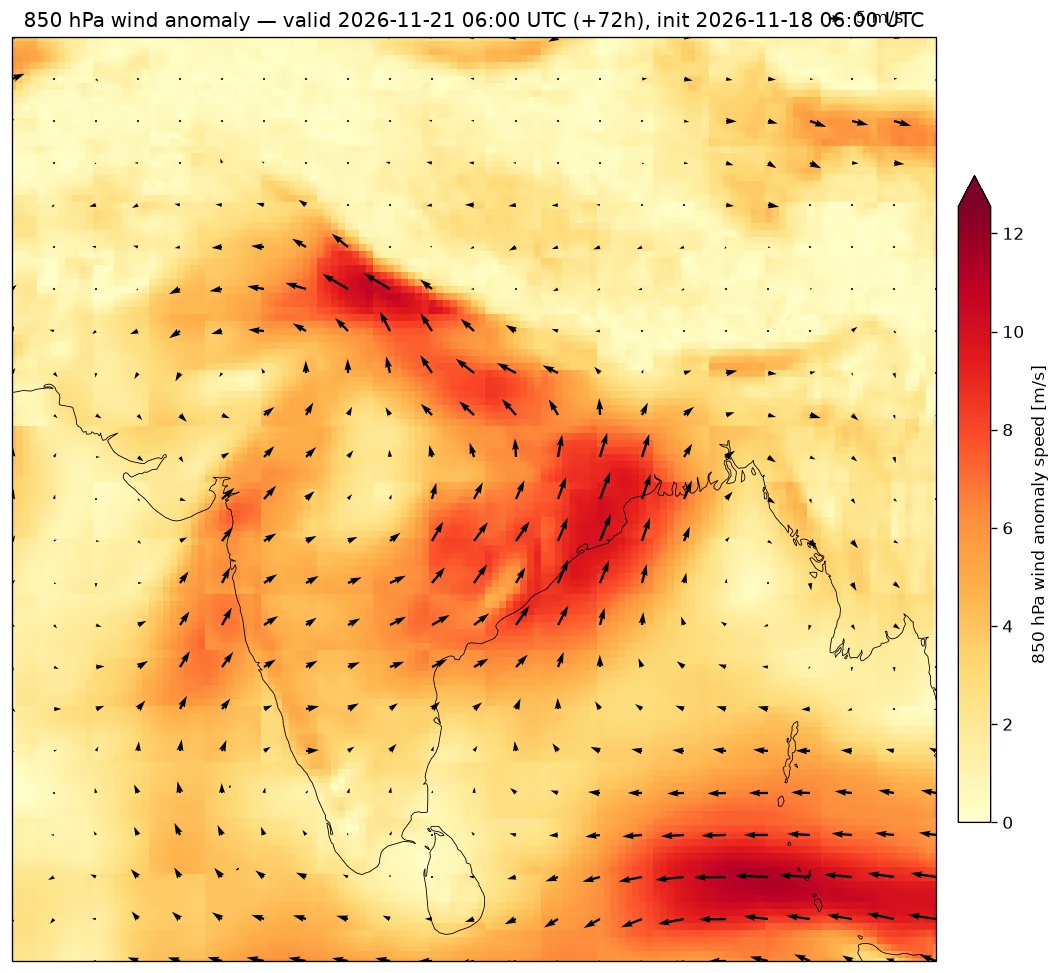 850 hPa wind anomaly — valid 2026-11-21 06:00 UTC (+72h), init 2026-11-18 06:00 UTC
5 m/s
12
10
8
6
4
2
0
850 hPa wind anomaly speed [m/s]